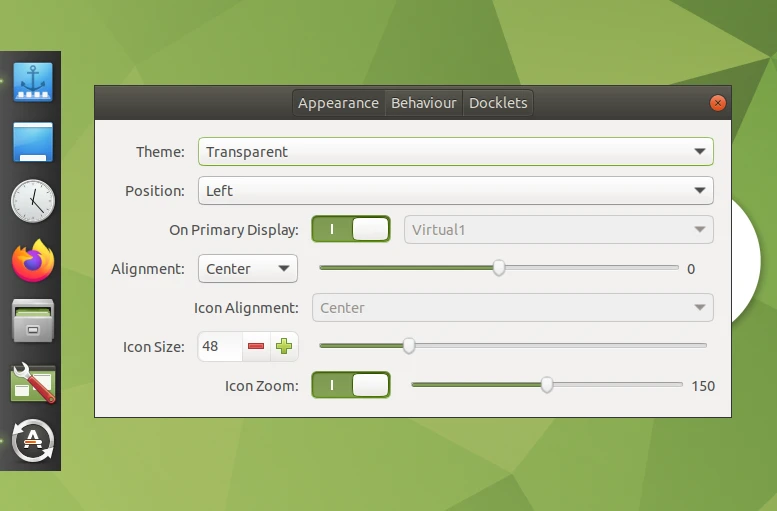 Appearance Behaviour Docklets
Theme: Transparent
Position: Left
On Primary Display: Virtual1
Alignment: Center 0
Icon Alignment: Center
Icon Size: 48
Icon Zoom: 150